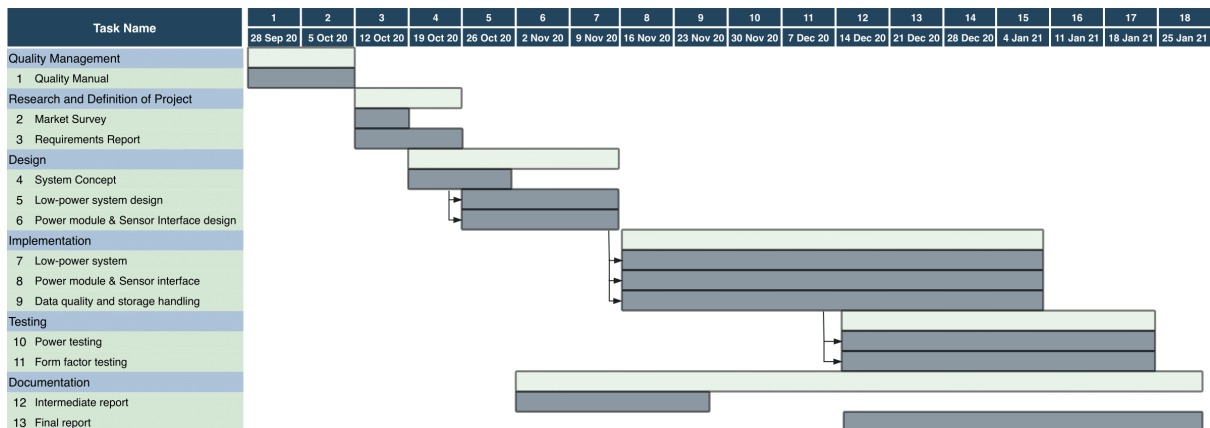 Task Name
1 2 3 4 5 6 7 8 9 10 11 12 13 14 15 16 17 18
28 Sep 20 5 Oct 20 12 Oct 20 19 Oct 20 26 Oct 20 2 Nov 20 9 Nov 20 16 Nov 20 23 Nov 20 30 Nov 20 7 Dec 20 14 Dec 20 21 Dec 20 28 Dec 20 4 Jan 21 11 Jan 21 18 Jan 21 25 Jan 21
Quality Management
1 Quality Manual
Research and Definition of Project
2 Market Survey
3 Requirements Report
Design
4 System Concept
5 Low-power system design
6 Power module & Sensor Interface design
Implementation
7 Low-power system
8 Power module & Sensor interface
9 Data quality and storage handling
Testing
10 Power testing
11 Form factor testing
Documentation
12 Intermediate report
13 Final report